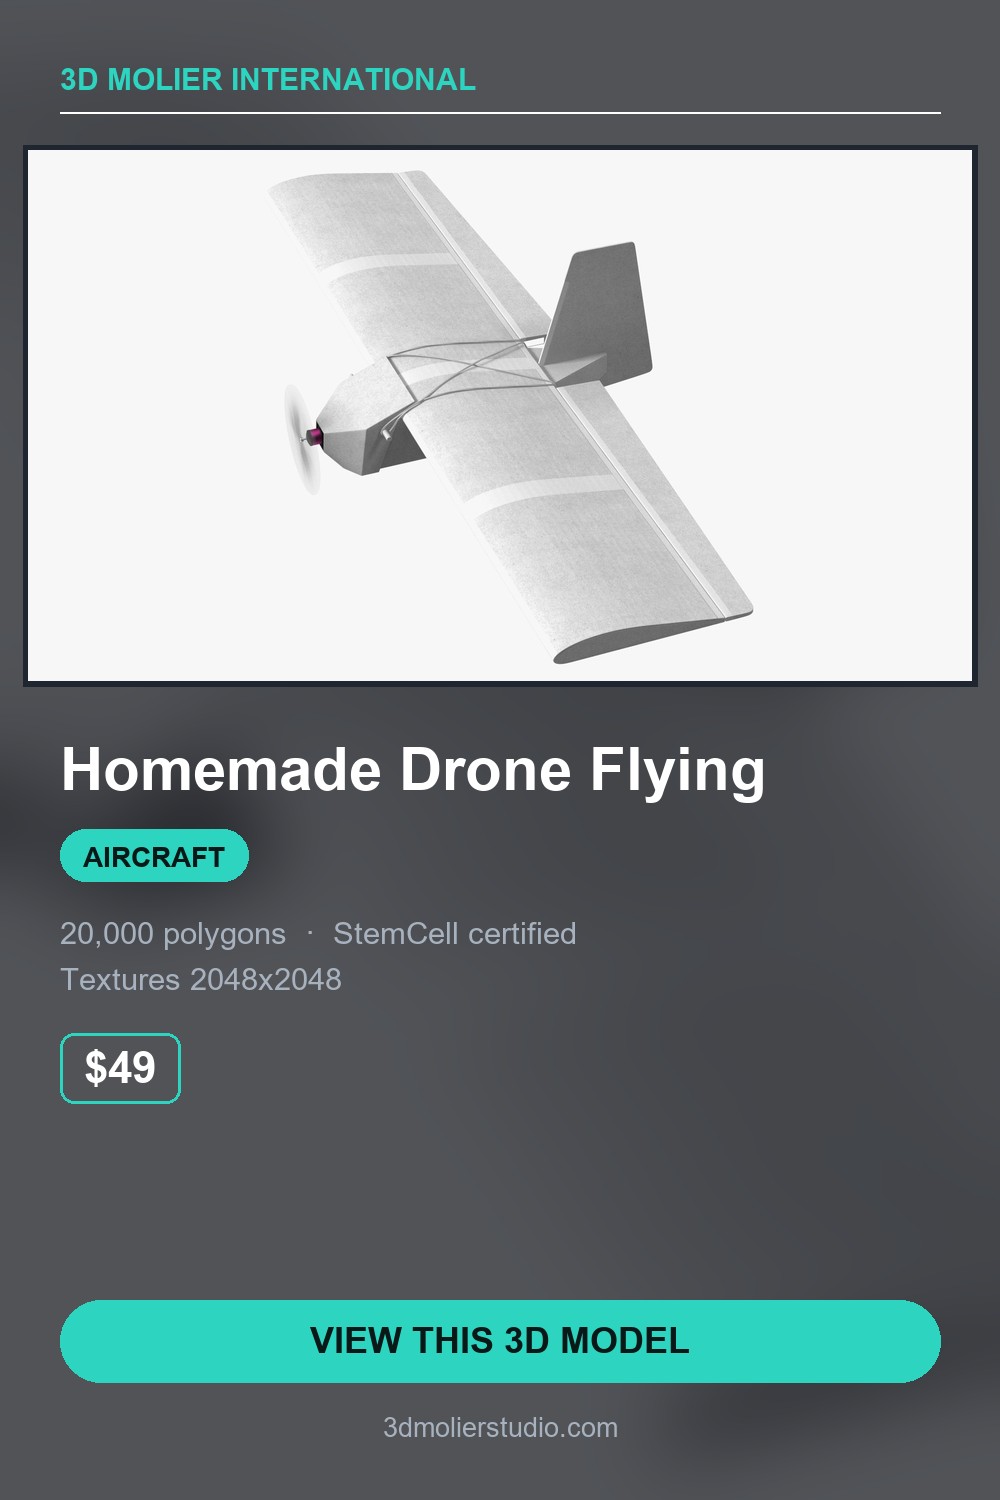 3D MOLIER INTERNATIONAL
Homemade Drone Flying
AIRCRAFT
20,000 polygons · StemCell certified
Textures 2048x2048
$49
VIEW THIS 3D MODEL
3dmolierstudio.com